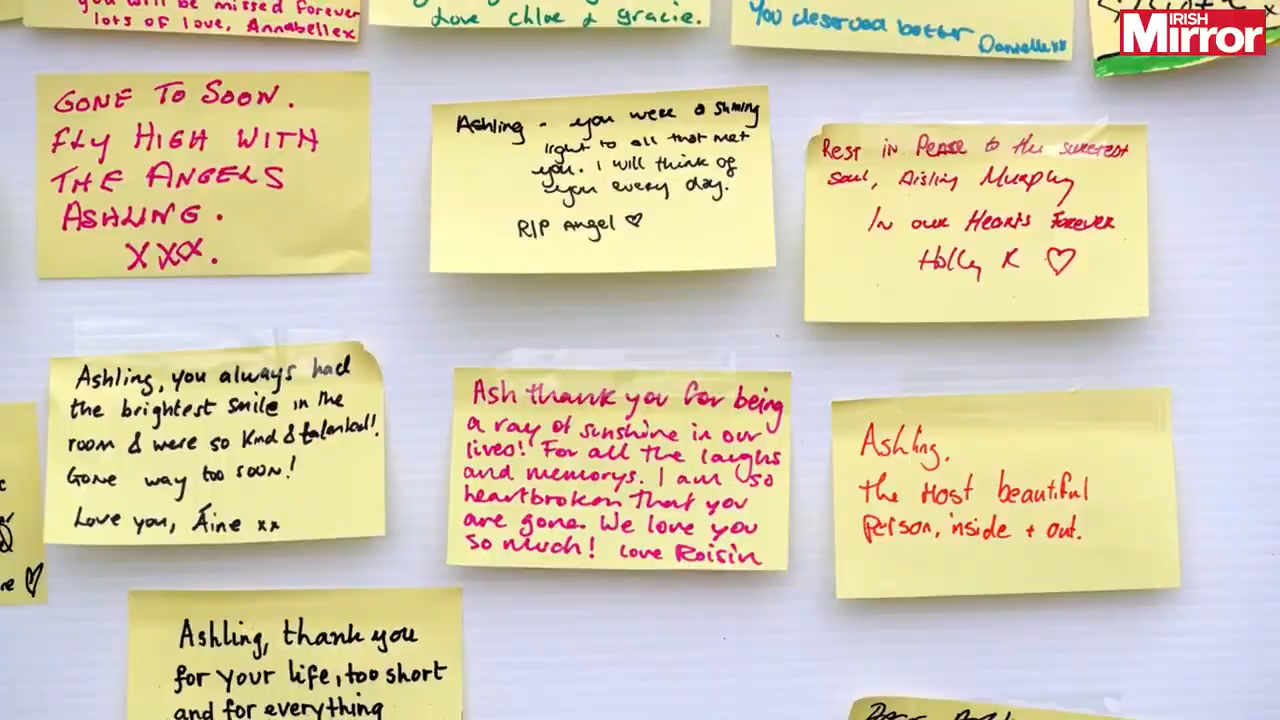 you will be missed forever
lots of love, Annabellex
Love chloe & gracie.
You deserved better
Danielle xx
IRISH
Mirror
GONE TO SOON.
FLY HIGH WITH
THE ANGELS
ASHLING.
XXX.
Ashling - you were a shining
light to all that met
you. I will think of
you every day.
RIP Angel ♡
Rest in Peace to the sweetest
soul, Aisling Murphy
In our Hearts Forever
Holly K ♡
Ashling, you always had
the brightest smile in the
room & were so kind & talented!
Gone way too soon!
Love you, Áine xx
Ash thank you for being
a ray of sunshine in our
lives! For all the laughs
and memorys. I am so
heartbroken that you
are gone. We love you
so much! Love Roisin
Ashling,
the most beautiful
person, inside + out.
Ashling, thank you
for your life, too short
and for everything